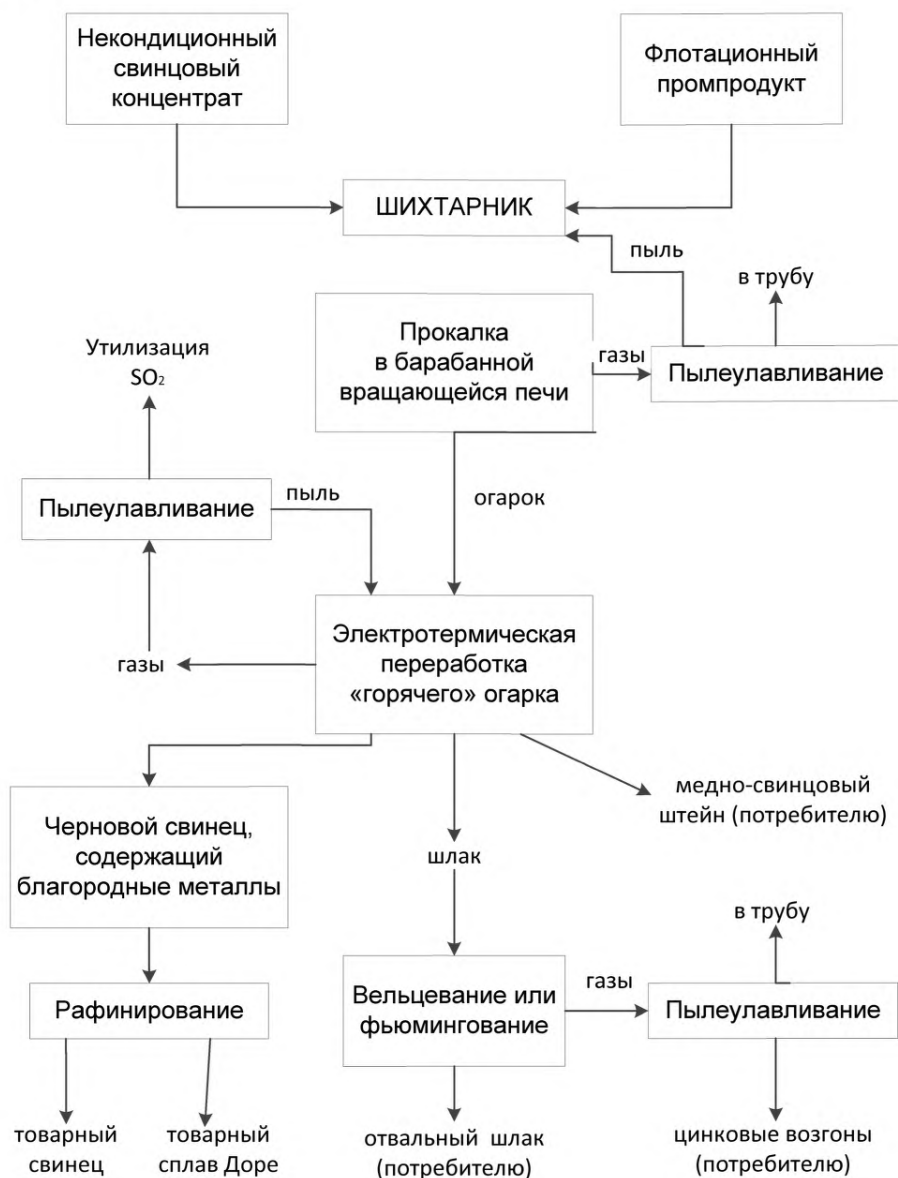 Некондиционный
свинцовый
концентрат
Флотационный
промпродукт
ШИХТАРНИК
пыль
в трубу
Прокалка
в барабанной
вращающейся печи
газы
Пылеулавливание
Утилизация
SO₂
Пылеулавливание
пыль
огарок
газы
Электротермическая
переработка
«горячего» огарка
медно-свинцовый
штейн (потребителю)
Черновой свинец,
содержащий
благородные металлы
шлак
в трубу
Рафинирование
Вельцевание или
фьюмингование
газы
Пылеулавливание
товарный
свинец
товарный
сплав Доре
отвальный шлак
(потребителю)
цинковые возгоны
(потребителю)